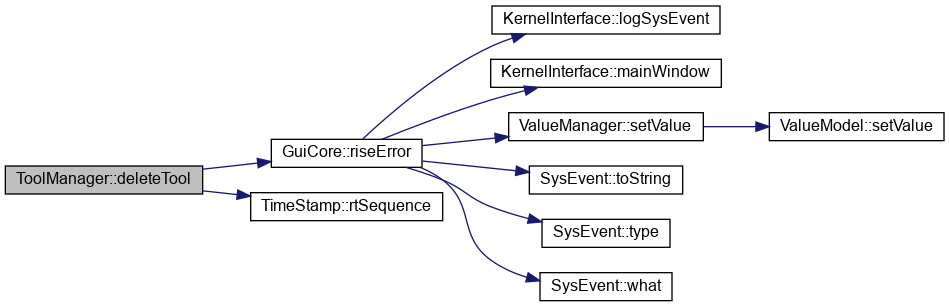 KernelInterface::logSysEvent
KernelInterface::mainWindow
ValueManager::setValue
ValueModel::setValue
GuiCore::riseError
ToolManager::deleteTool
SysEvent::toString
TimeStamp::rtSequence
SysEvent::type
SysEvent::what